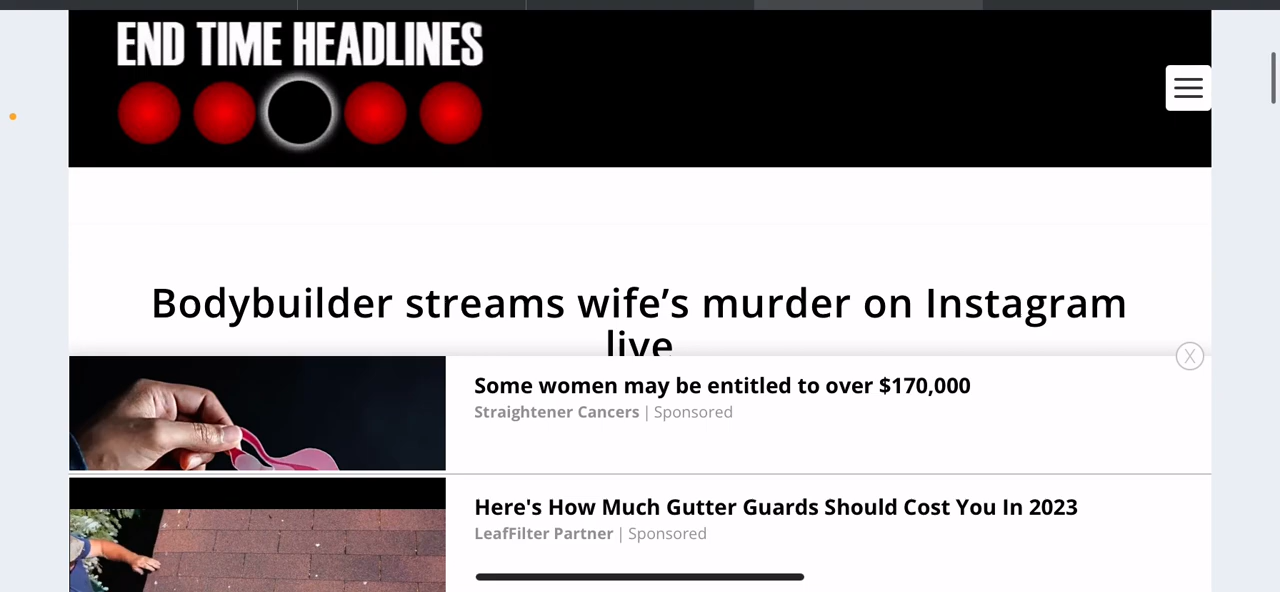 END TIME HEADLINES
Bodybuilder streams wife’s murder on Instagram
live
X
Some women may be entitled to over $170,000
Straightener Cancers | Sponsored
Here's How Much Gutter Guards Should Cost You In 2023
LeafFilter Partner | Sponsored